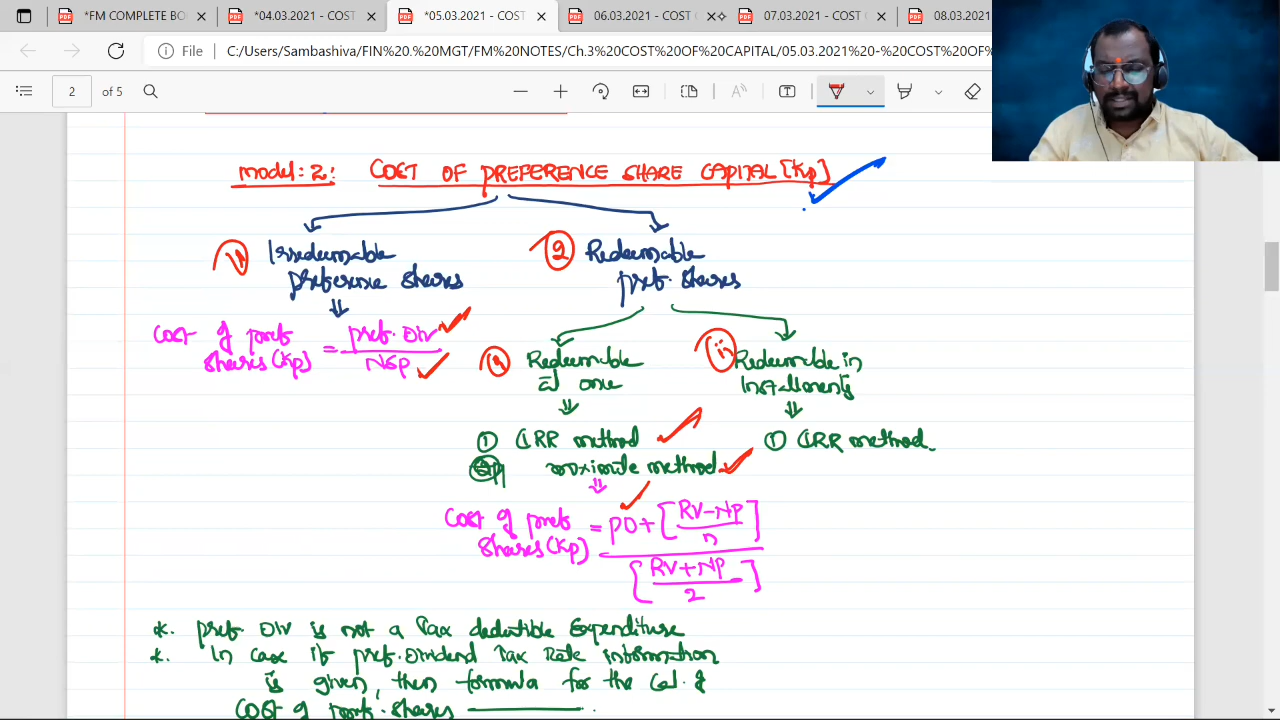 *FM COMPLETE BO
*04.03.2021 - COST
*05.03.2021 - COST
06.03.2021 - COST C
07.03.2021 - COST C
08.03.2021
File
C:/Users/Sambashiva/FIN%20.%20MGT/FM%20NOTES/Ch.3%20COST%20OF%20CAPITAL/05.03.2021%20-%20COST%20OF%
2 of 5
model: 2: COST OF PREFERENCE SHARE CAPITAL [Kp]
Irredeemable
preference shares
2 Redeemable
pref. shares
Cost of pref
shares (Kp) = pref. Div
NSP
Redeemable
at once
ii Redeemable in
Installments
① IRR method
① IRR method.
method
Cost of pref
shares (Kp) = PD + [RV-NP
n]
[RV+NP
2]
*. pref. Div is not a Tax deductible Expenditure
*. In case if pref. Dividend Tax Rate information
is given, then formula for the Cal. of
COST of pref. shares